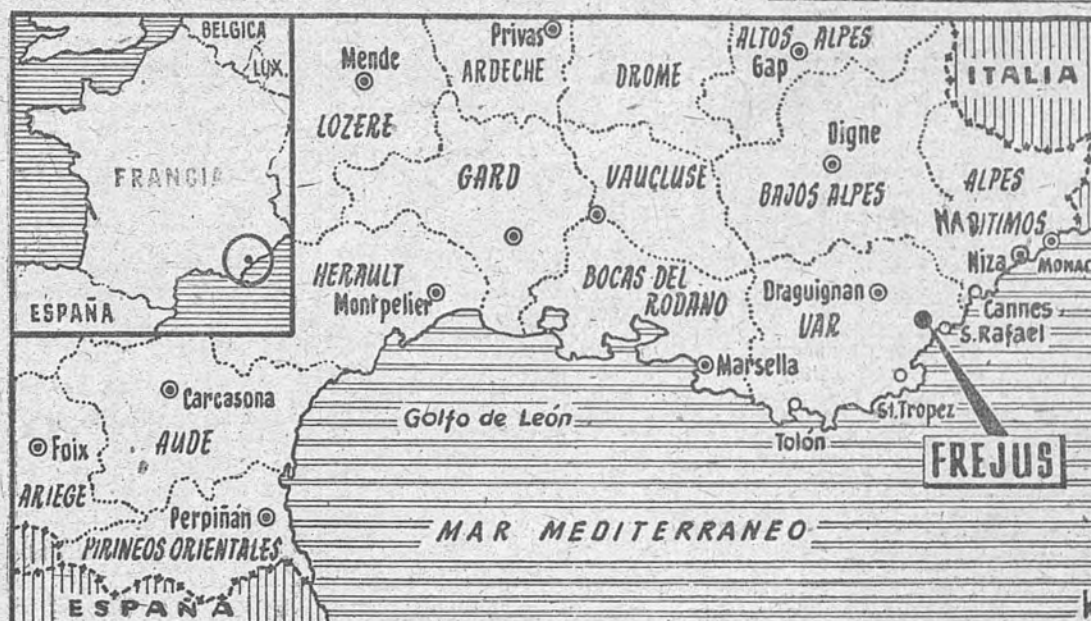 BELGICA
LUX.
FRANCIA
ESPAÑA
Mende
LOZERE
Privas
ARDECHE
DROME
ALTOS ALPES
Gap
ITALIA
Digne
BAJOS ALPES
GARD
VAUCLUSE
ALPES
MARITIMOS
Niza
MONAC
HERAULT
Montpelier
BOCAS DEL
RODANO
Draguignan
VAR
Cannes
S.Rafael
Marsella
St.Tropez
Tolón
FREJUS
Carcasona
Golfo de León
Foix
AUDE
ARIEGE
Perpiñán
PIRINEOS ORIENTALES
MAR MEDITERRANEO
ESPAÑA